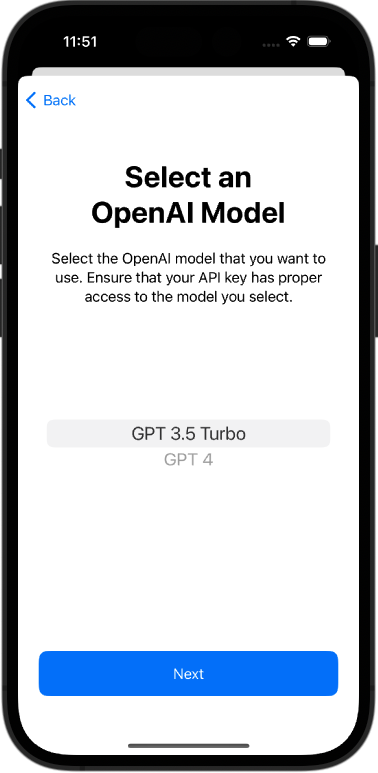 11:51
Back
Select an
OpenAI Model
Select the OpenAI model that you want to
use. Ensure that your API key has proper
access to the model you select.
GPT 3.5 Turbo
GPT 4
Next